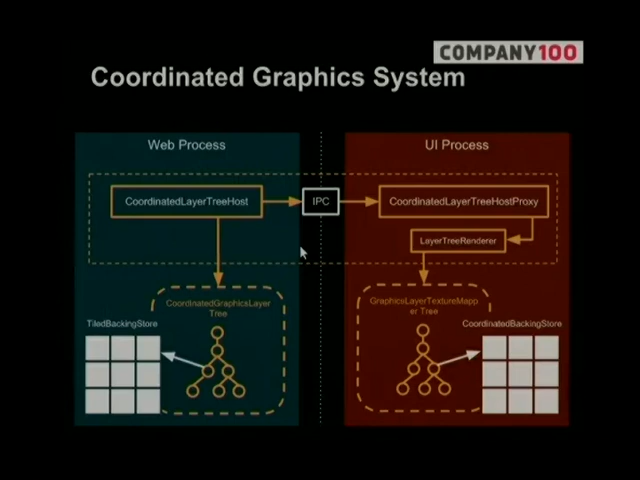 COMPANY100
Coordinated Graphics System
Web Process
UI Process
CoordinatedLayerTreeHost
IPC
CoordinatedLayerTreeHostProxy
LayerTreeRenderer
CoordinatedGraphicsLayer
Tree
GraphicsLayerTextureMapp
er Tree
TiledBackingStore
CoordinatedBackingStore